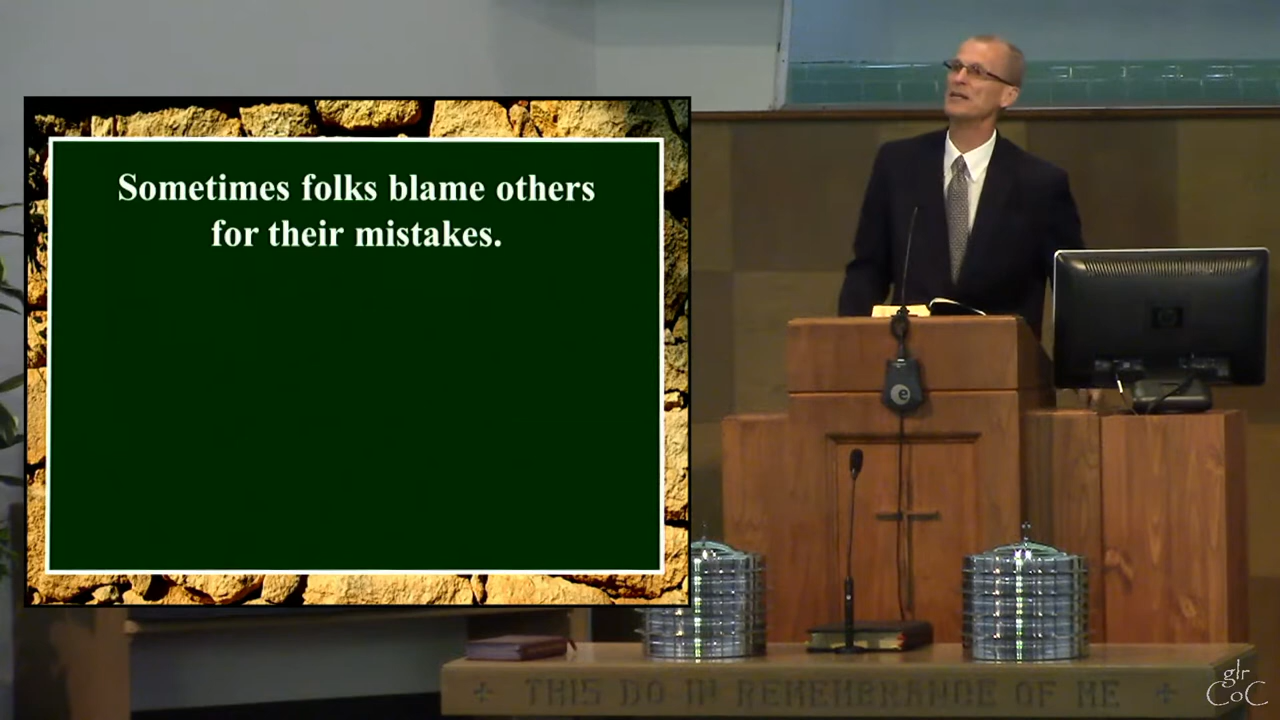 Sometimes folks blame others
for their mistakes.
e
THIS DO IN REMEMBRANCE OF ME
glr
CoC